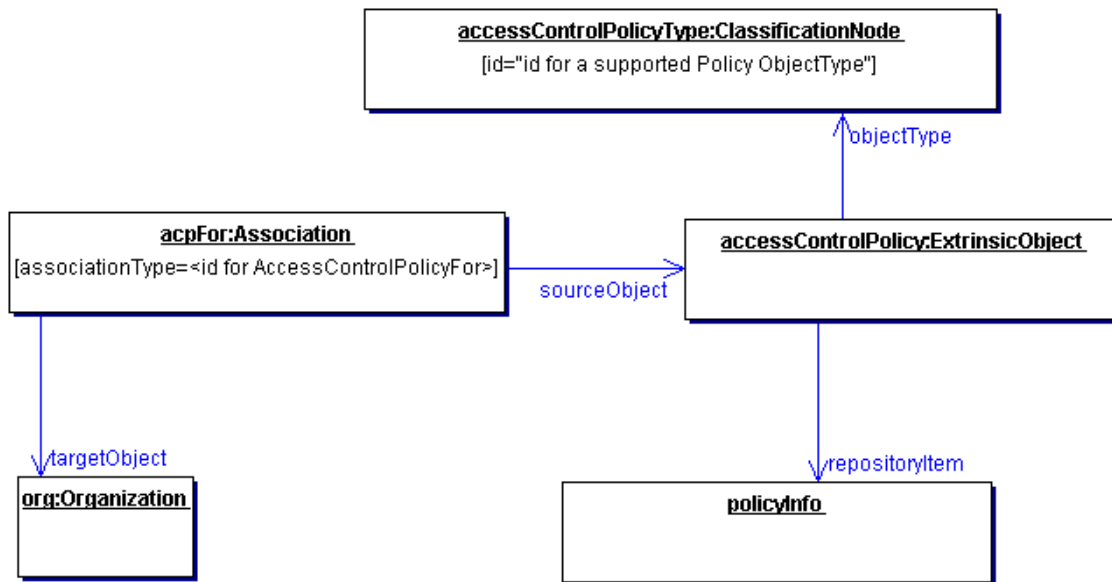 accessControlPolicyType:ClassificationNode
[id="id for a supported Policy ObjectType"]
objectType
acpFor:Association
[associationType=<id for AccessControlPolicyFor>]
accessControlPolicy:ExtrinsicObject
sourceObject
targetObject
repositoryItem
org:Organization
policyInfo